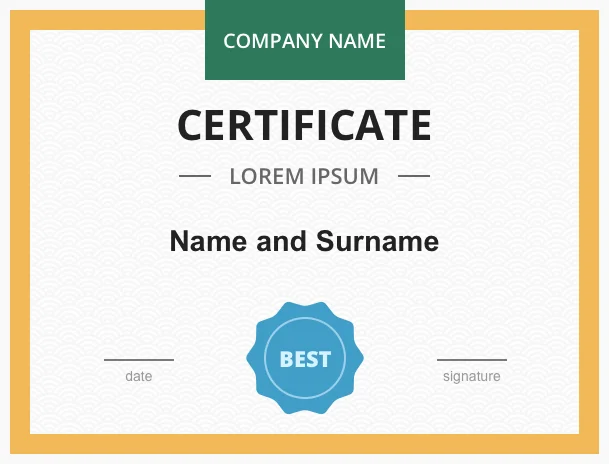 COMPANY NAME
CERTIFICATE
LOREM IPSUM
Name and Surname
BEST
date
signature